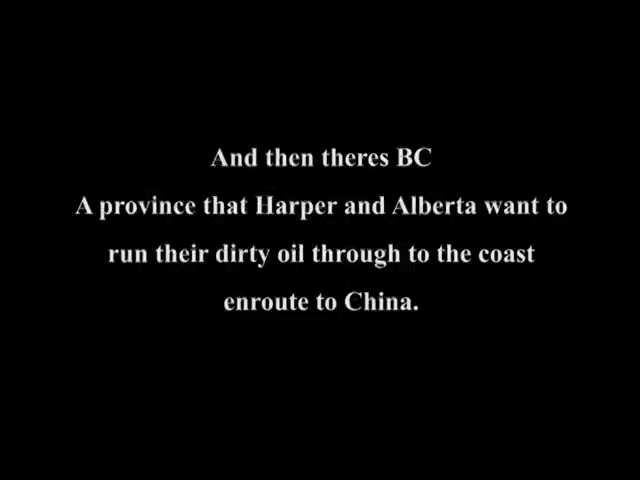 And then theres BC
A province that Harper and Alberta want to
run their dirty oil through to the coast
enroute to China.